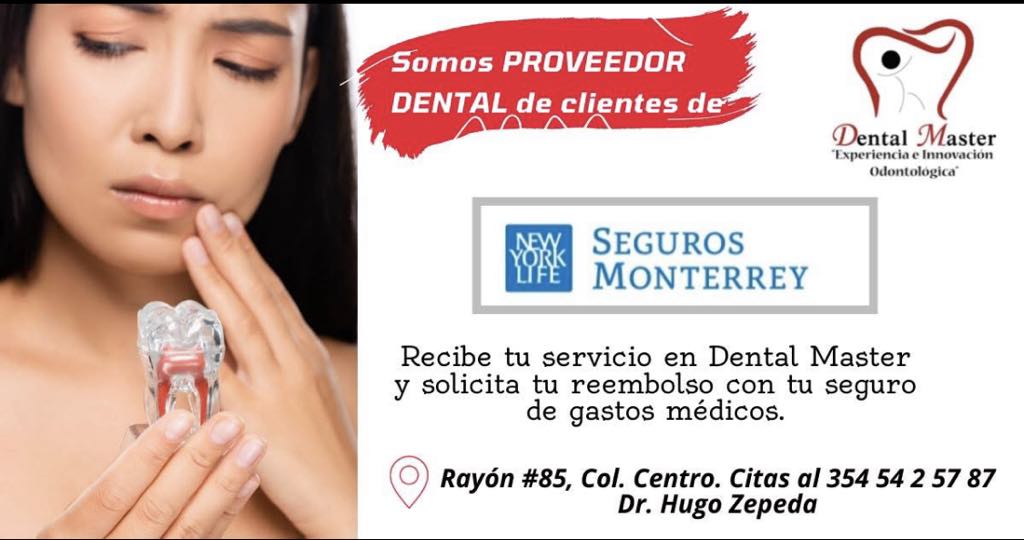 Somos PROVEEDOR
DENTAL de clientes de
Dental Master
"Experiencia e Innovación
Odontológica"
NEW
YORK
LIFE
SEGUROS
MONTERREY
Recibe tu servicio en Dental Master
y solicita tu reembolso con tu seguro
de gastos médicos.
Rayón #85, Col. Centro. Citas al 354 54 2 57 87
Dr. Hugo Zepeda